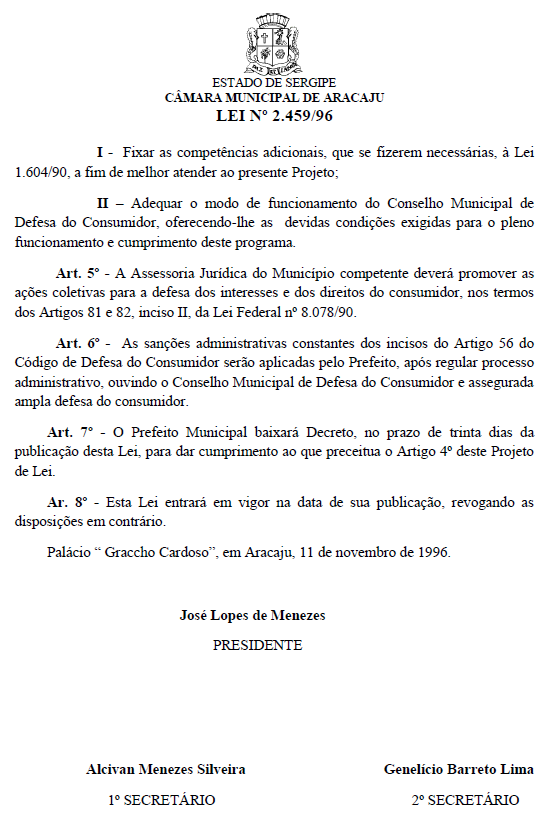 ESTADO DE SERGIPE
CÂMARA MUNICIPAL DE ARACAJU
LEI Nº 2.459/96
I - Fixar as competências adicionais, que se fizerem necessárias, à Lei
1.604/90, a fim de melhor atender ao presente Projeto;
II – Adequar o modo de funcionamento do Conselho Municipal de
Defesa do Consumidor, oferecendo-lhe as devidas condições exigidas para o pleno
funcionamento e cumprimento deste programa.
Art. 5º - A Assessoria Jurídica do Município competente deverá promover as
ações coletivas para a defesa dos interesses e dos direitos do consumidor, nos termos
dos Artigos 81 e 82, inciso II, da Lei Federal nº 8.078/90.
Art. 6º - As sanções administrativas constantes dos incisos do Artigo 56 do
Código de Defesa do Consumidor serão aplicadas pelo Prefeito, após regular processo
administrativo, ouvindo o Conselho Municipal de Defesa do Consumidor e assegurada
ampla defesa do consumidor.
Art. 7º - O Prefeito Municipal baixará Decreto, no prazo de trinta dias da
publicação desta Lei, para dar cumprimento ao que preceitua o Artigo 4º deste Projeto
de Lei.
Ar. 8º - Esta Lei entrará em vigor na data de sua publicação, revogando as
disposições em contrário.
Palácio “ Graccho Cardoso”, em Aracaju, 11 de novembro de 1996.
José Lopes de Menezes
PRESIDENTE
Alcivan Menezes Silveira Genelício Barreto Lima
1º SECRETÁRIO 2º SECRETÁRIO